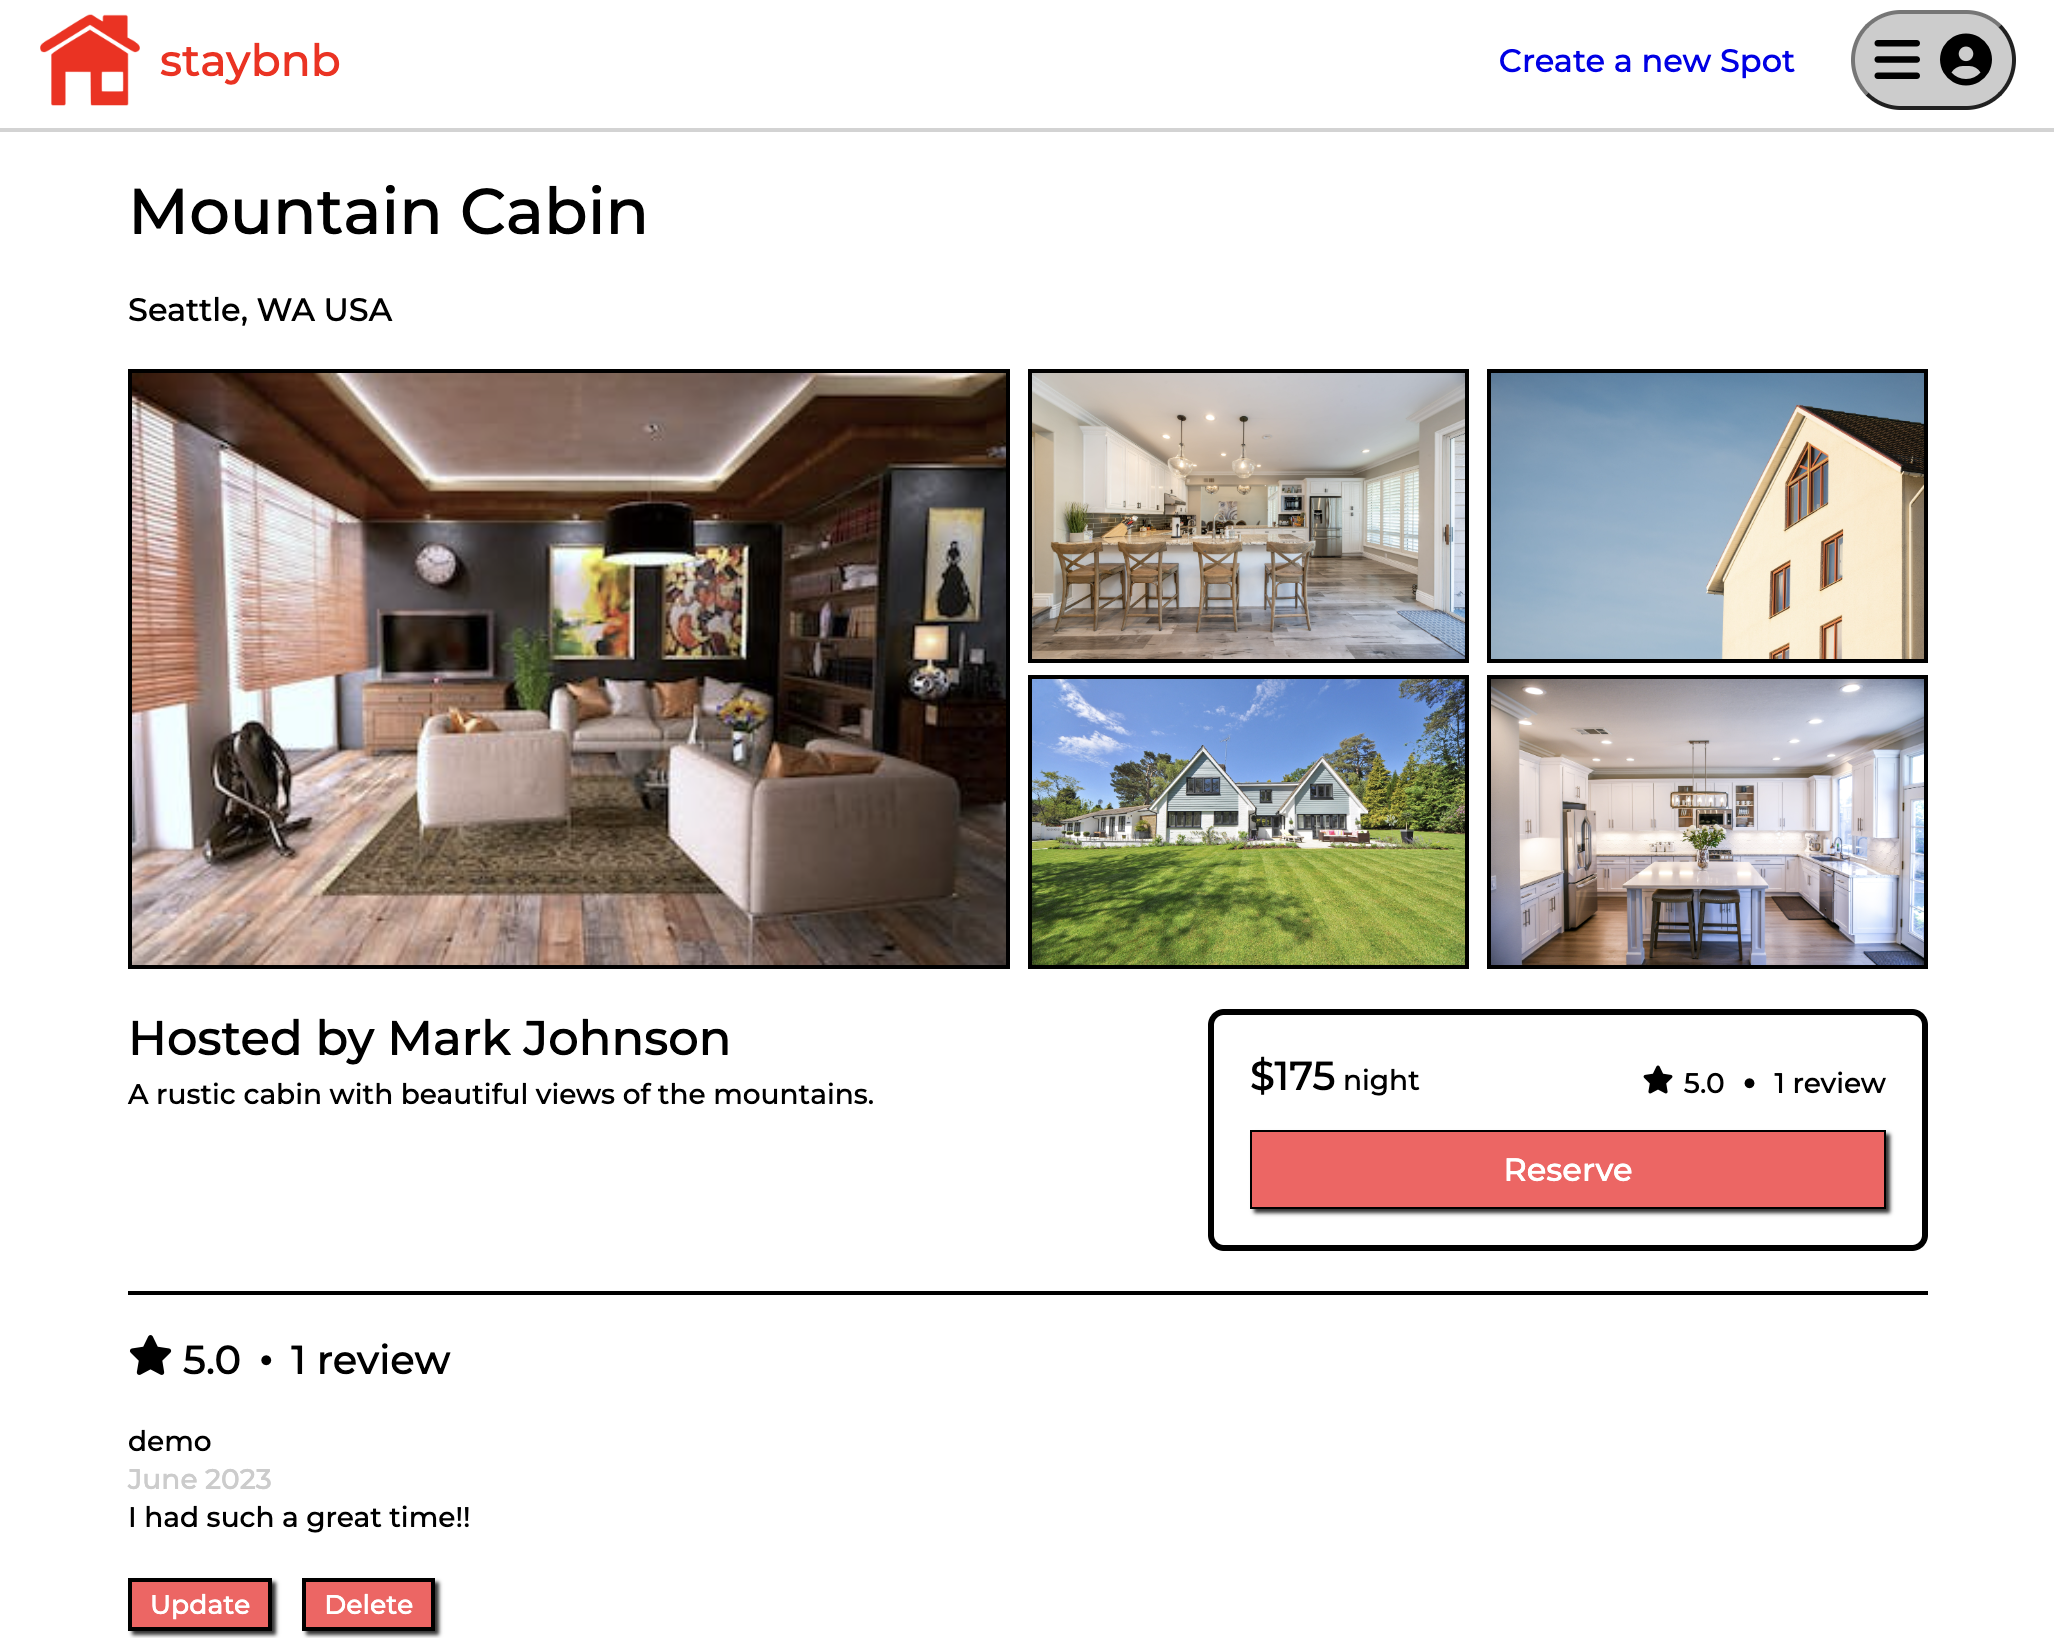 staybnb
Create a new Spot
Mountain Cabin
Seattle, WA USA
Hosted by Mark Johnson
A rustic cabin with beautiful views of the mountains.
$175 night
5.0 • 1 review
Reserve
5.0 • 1 review
demo
June 2023
I had such a great time!!
Update
Delete